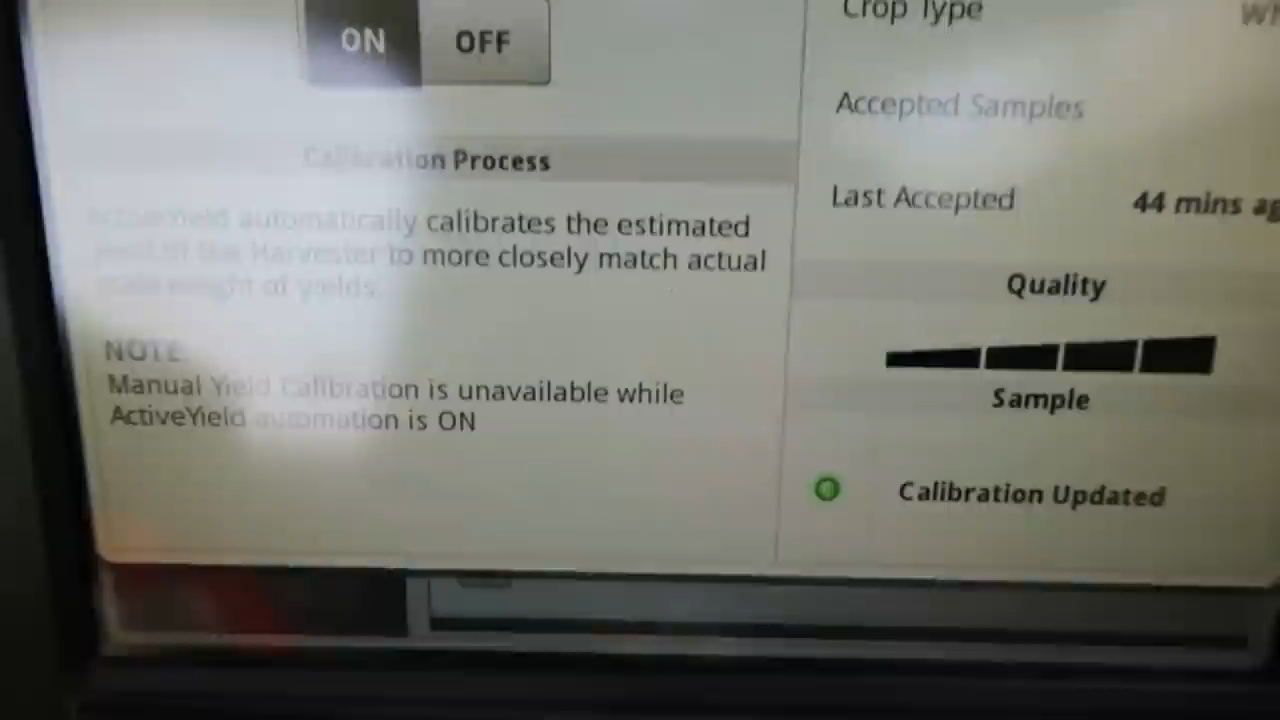 ON OFF
Calibration Process
ActiveYield automatically calibrates the estimated
yield of the Harvester to more closely match actual
scale weight of yields.
NOTE:
Manual Yield Calibration is unavailable while
ActiveYield automation is ON
Crop Type
Accepted Samples
Last Accepted 44 mins
Quality
Sample
Calibration Updated